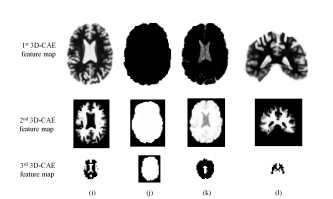 1st 3D-CAE
feature map
2nd 3D-CAE
feature map
3rd 3D-CAE
feature map
(i) (j) (k) (l)